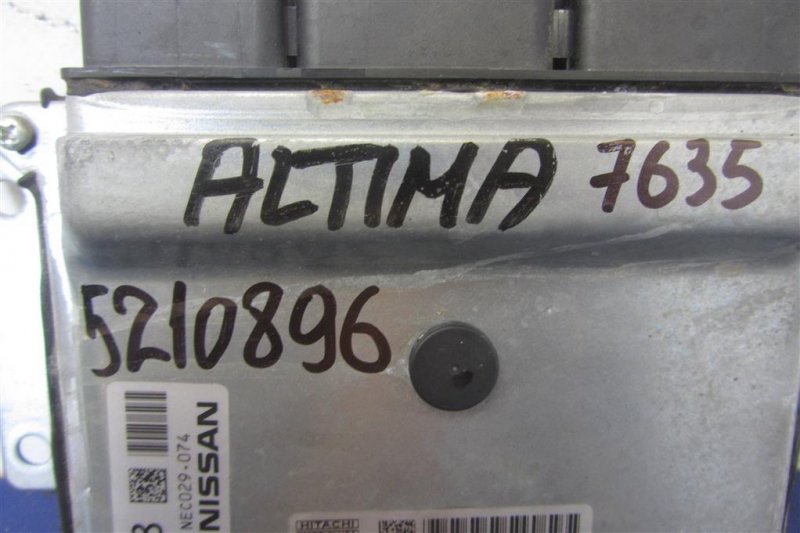 ALTIMA 7635
5210896
NEC029-074
NISSAN
HITACHI